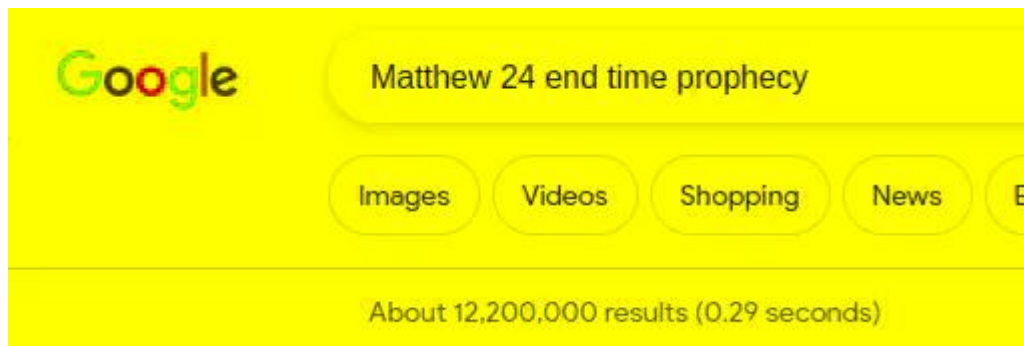 Google
Matthew 24 end time prophecy
Images Videos Shopping News
About 12,200,000 results (0.29 seconds)